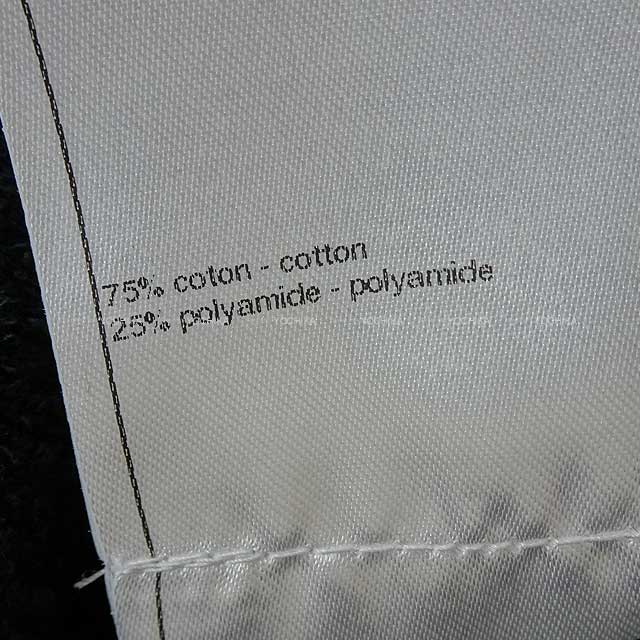 75% coton - cotton
25% polyamide - polyamide